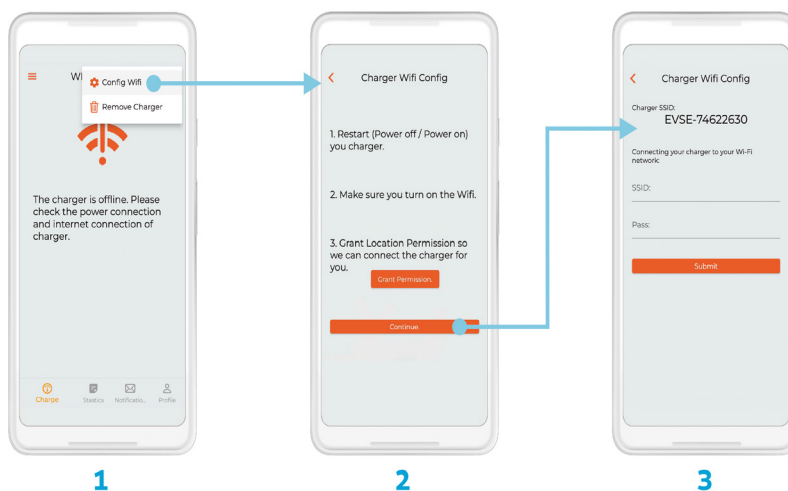 WI
Config Wifi
Remove Charger
The charger is offline. Please
check the power connection
and internet connection of
charger.
Charge
Staatics
Notificatio...
Profile
1
Charger Wifi Config
1. Restart (Power off / Power on)
you charger.
2. Make sure you turn on the Wifi.
3. Grant Location Permission so
we can connect the charger for
you.
Grant Permission.
Continue.
2
Charger Wifi Config
Charger SSID:
EVSE-74622630
Connecting your charger to your Wi-Fi
network:
SSID:
Pass:
Submit
3